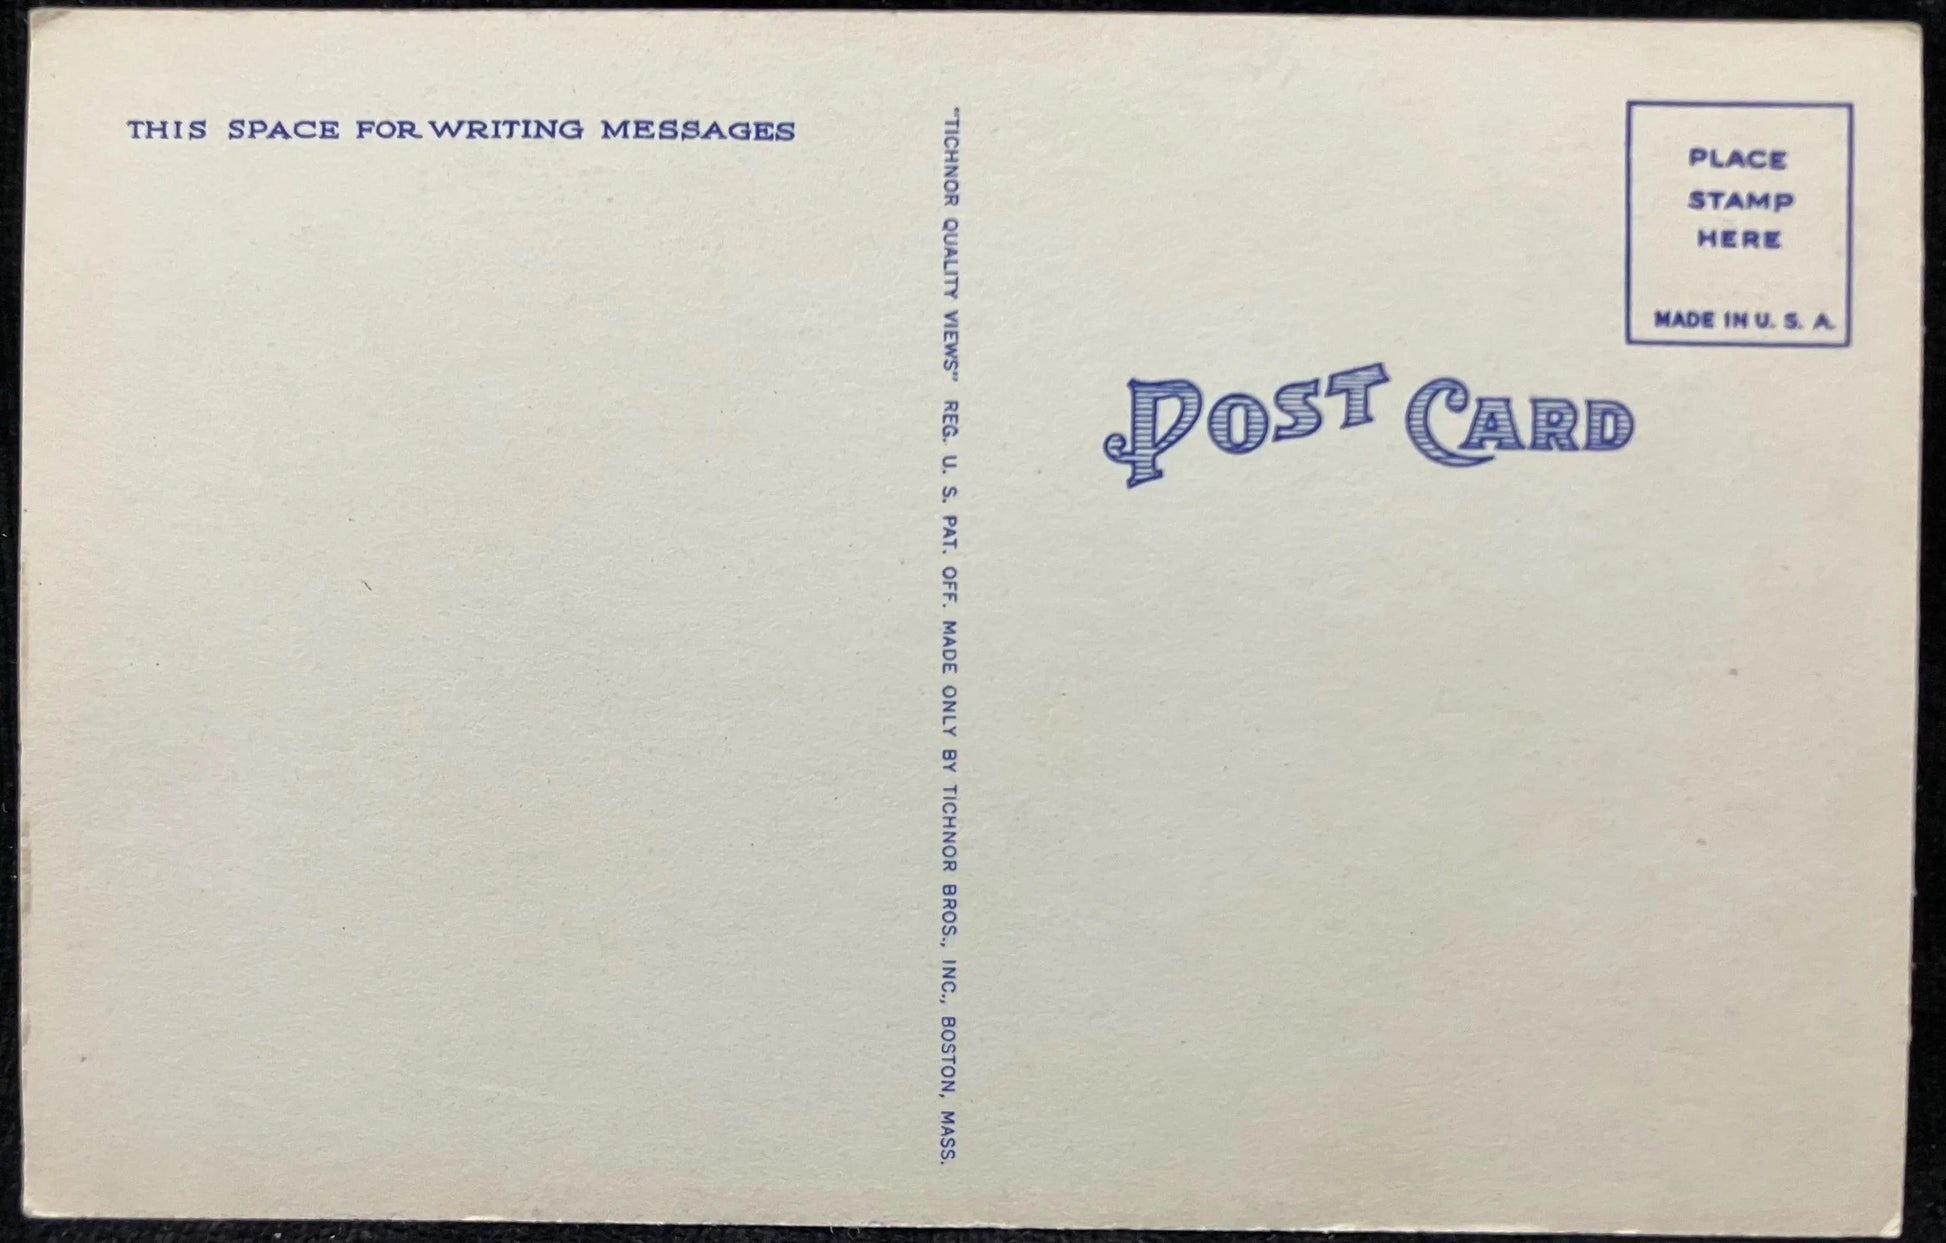 THIS SPACE FOR WRITING MESSAGES
"TICHNOR QUALITY VIEWS" REG. U. S. PAT. OFF. MADE ONLY BY TICHNOR BROS., INC., BOSTON, MASS.
PLACE
STAMP
HERE
MADE IN U. S. A.
POST CARD